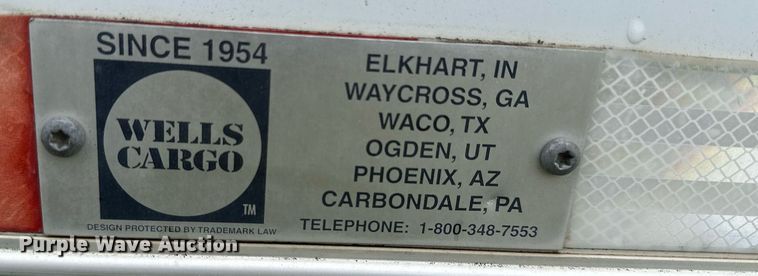 SINCE 1954
WELLS
CARGO
TM
DESIGN PROTECTED BY TRADEMARK LAW
ELKHART, IN
WAYCROSS, GA
WACO, TX
OGDEN, UT
PHOENIX, AZ
CARBONDALE, PA
TELEPHONE: 1-800-348-7553
Purple Wave Auction